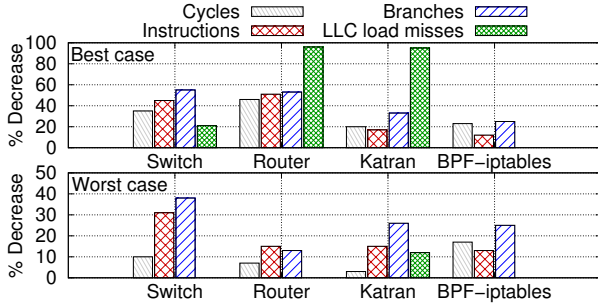 Cycles Branches
Instructions LLC load misses
% Decrease
Best case
100
80
60
40
20
0
Switch Router Katran BPF-iptables
% Decrease
Worst case
50
40
30
20
10
0
Switch Router Katran BPF-iptables